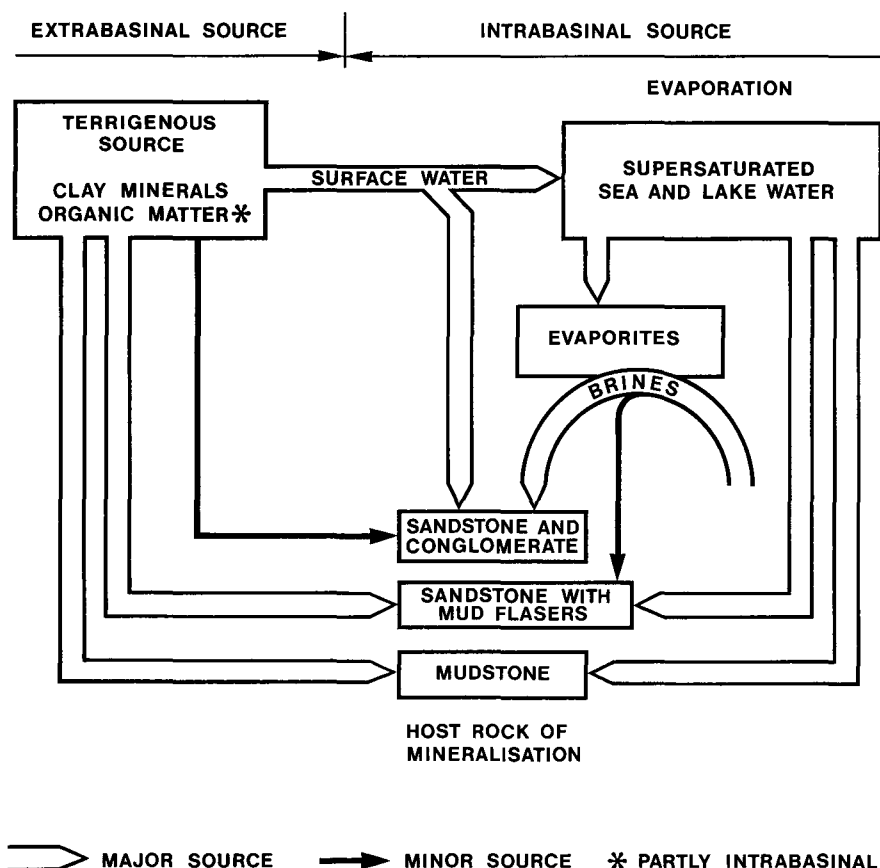 EXTRABASINAL SOURCE
INTRABASINAL SOURCE
EVAPORATION
TERRIGENOUS
SOURCE
CLAY MINERALS
ORGANIC MATTER*
SURFACE WATER
SUPERSATURATED
SEA AND LAKE WATER
EVAPORITES
BRINES
SANDSTONE AND
CONGLOMERATE
SANDSTONE WITH
MUD FLASERS
MUDSTONE
HOST ROCK OF
MINERALISATION
MAJOR SOURCE
MINOR SOURCE
* PARTLY INTRABASINAL